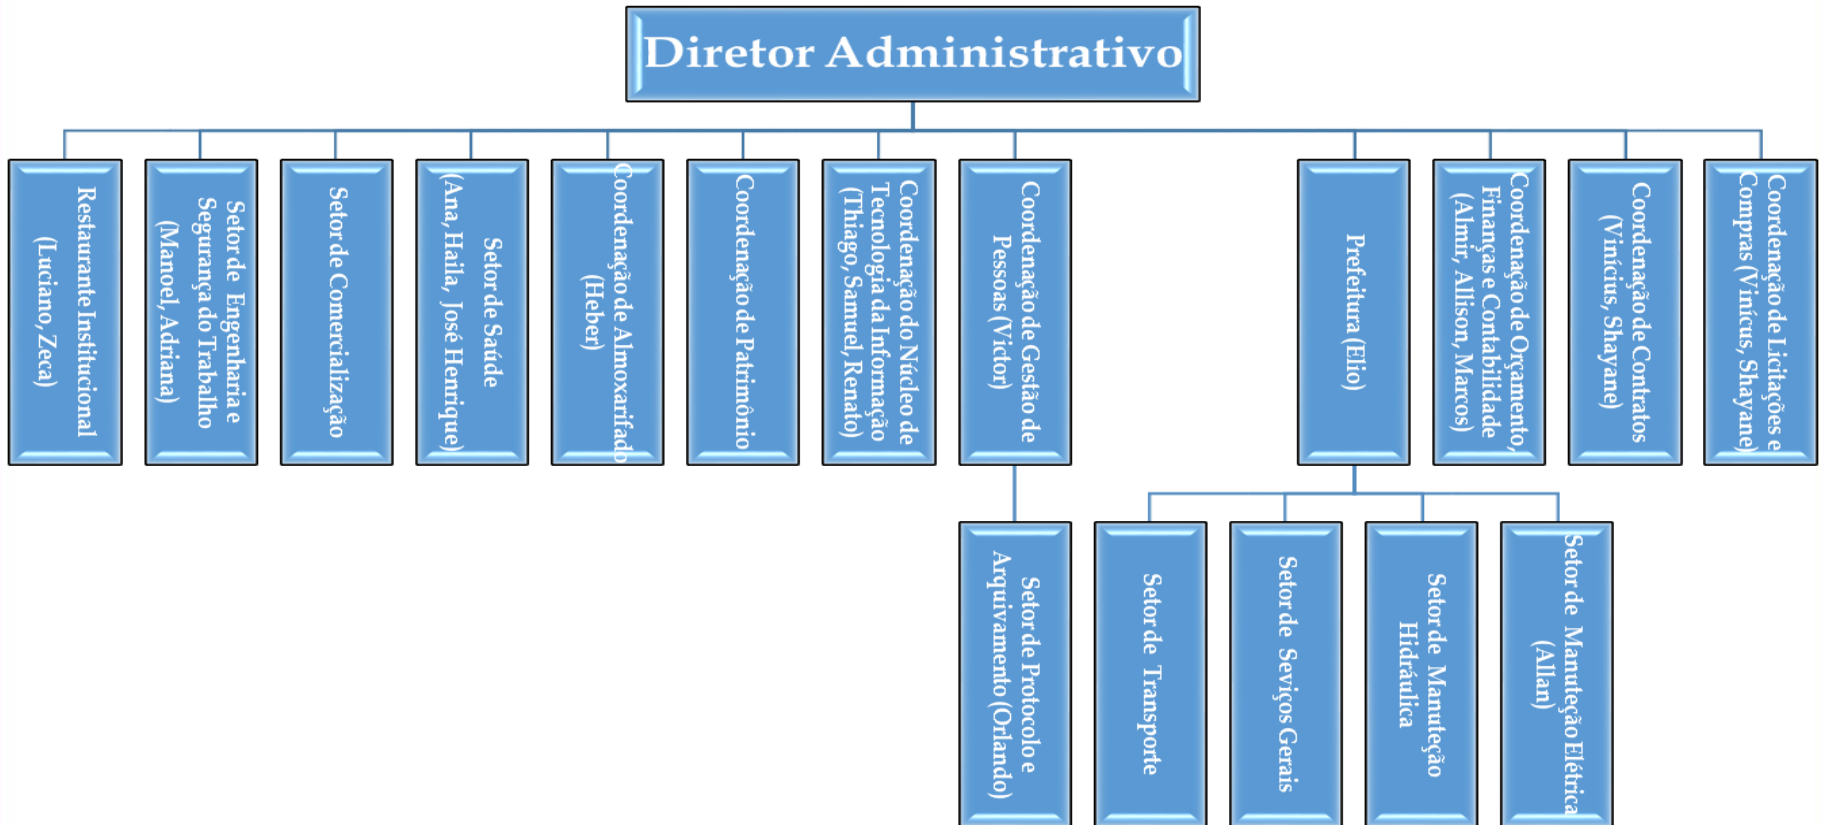 Diretor Administrativo
Restaurante Institucional
(Luciano, Zeca)
Setor de Engenharia e
Segurança do Trabalho
(Manoel, Adriana)
Setor de Comercialização
Setor de Saúde
(Ana, Haila, José Henrique)
Coordenação de Almoxarifado
(Heber)
Coordenação de Patrimônio
Coordenação do Núcleo de
Tecnologia da Informação
(Thiago, Samuel, Renato)
Coordenação de Gestão de
Pessoas (Victor)
Prefeitura (Elio)
Coordenação de Orçamento,
Finanças e Contabilidade
(Almir, Allison, Marcos)
Coordenação de Contratos
(Vinícius, Shayane)
Coordenação de Licitações e
Compras (Vinícus, Shayane)
Setor de Protocolo e
Arquivamento (Orlando)
Setor de Transporte
Setor de Seviços Gerais
Setor de Manuteção
Hidráulica
Setor de Manuteção Elétrica
(Allan)